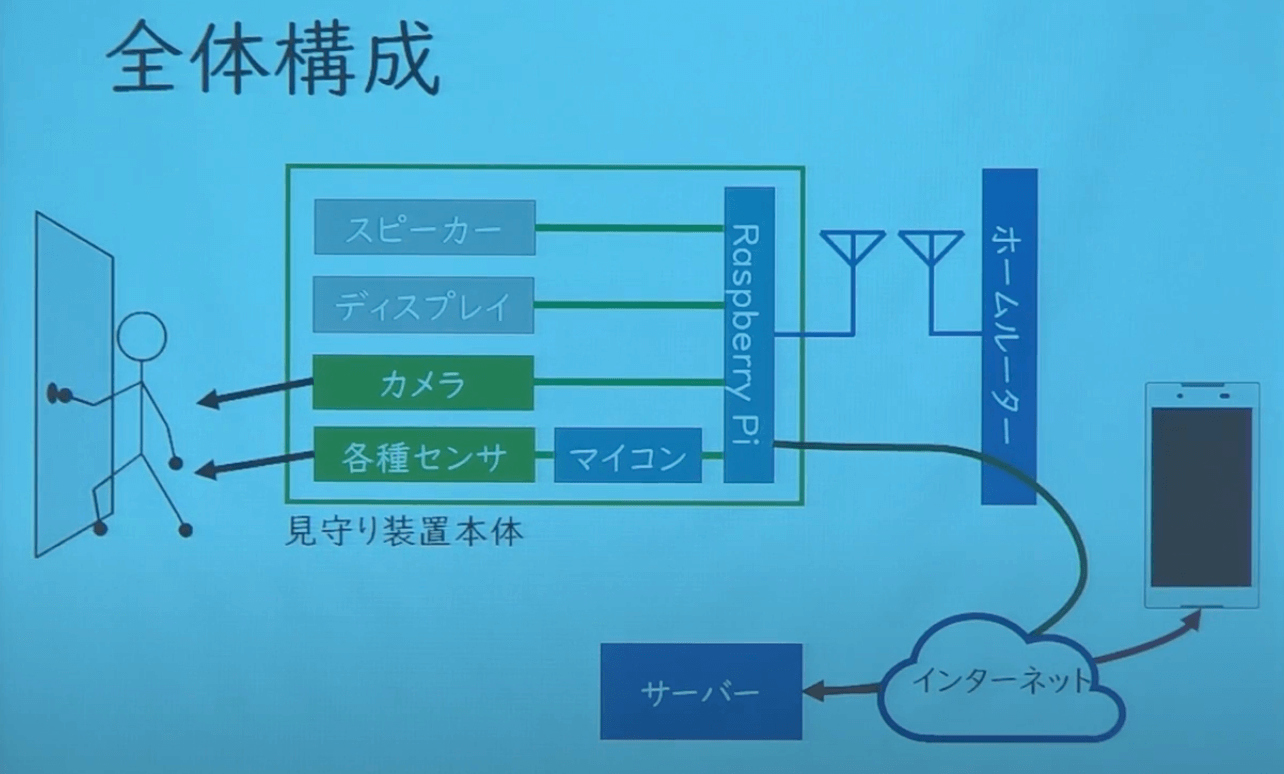 全体構成
スピーカー
ディスプレイ
カメラ
各種センサ
マイコン
Raspberry Pi
ホームルーター
見守り装置本体
サーバー
インターネット